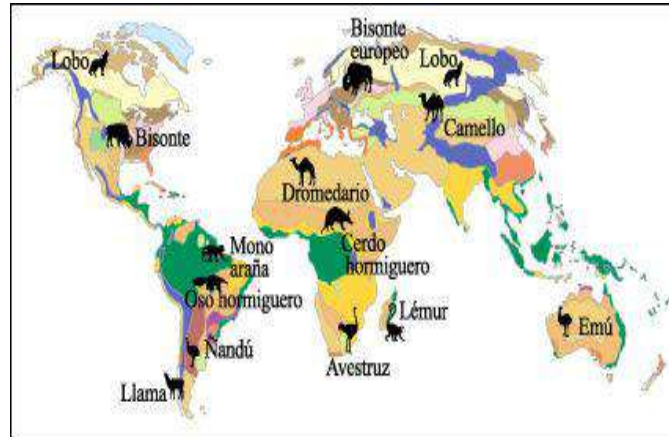 Bisonte
europeo
Lobo
Lobo
Bisonte
Camello
Dromedario
Cerdo
hormiguero
Mono
araña
Oso hormiguero
Lémur
Emú
Ñandú
Avestruz
Llama